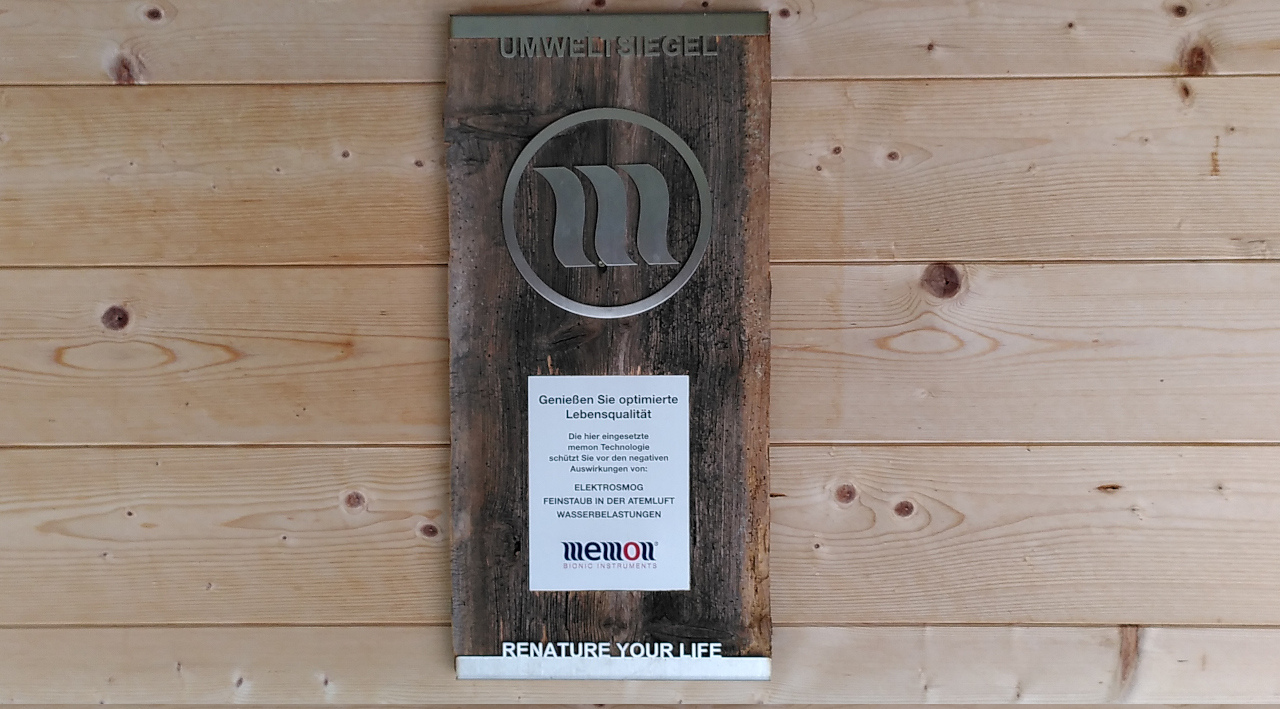 UMWELTSIEGEL
Genießen Sie optimierte
Lebensqualität
Die hier eingesetzte
memon Technologie
schützt Sie vor den negativen
Auswirkungen von:
ELEKTROSMOG
FEINSTAUB IN DER ATEMLUFT
WASSERBELASTUNGEN
memon®
BIONIC INSTRUMENTS
RENATURE YOUR LIFE